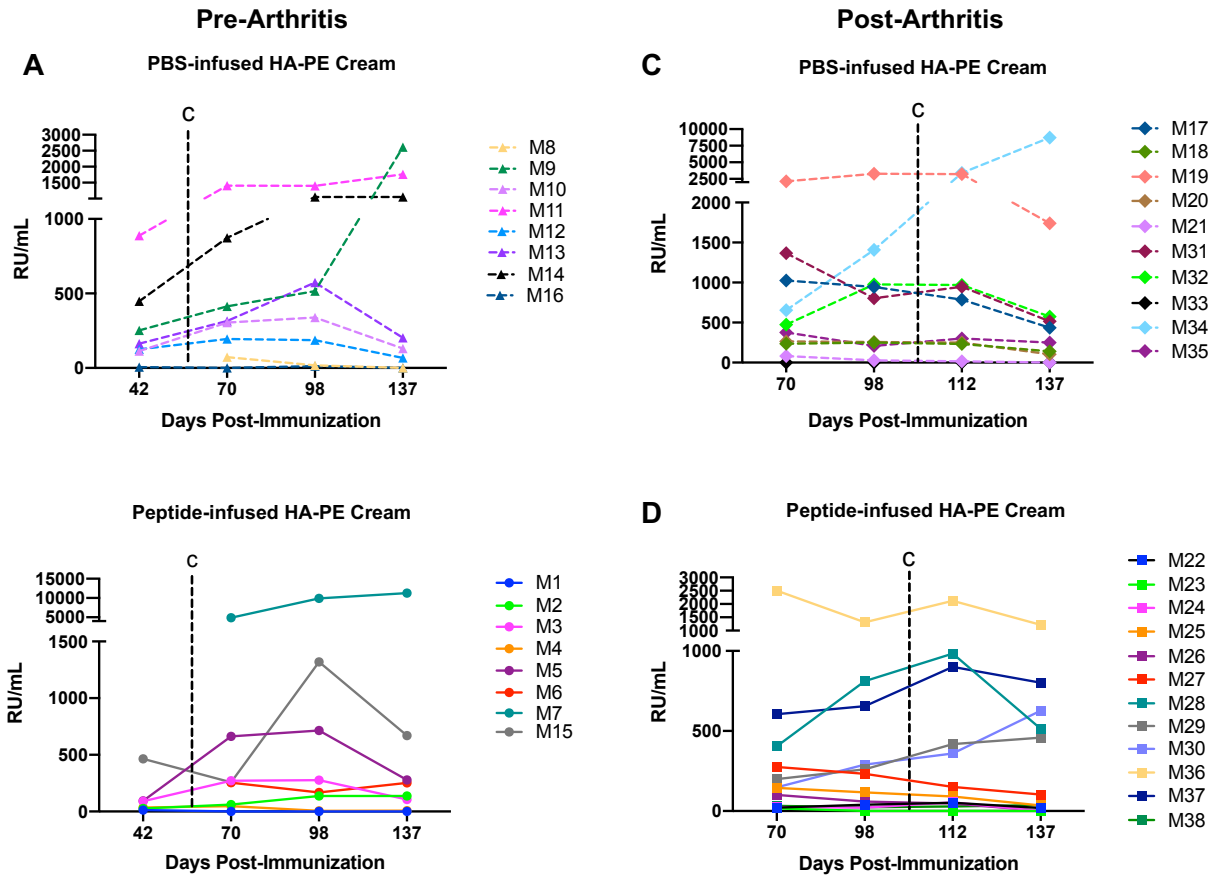 Pre-Arthritis
A
PBS-infused HA-PE Cream
C
3000
2500
2000
1500
1000
500
0
RU/mL
42
70
98
137
Days Post-Immunization
M8
M9
M10
M11
M12
M13
M14
M16
Post-Arthritis
C
PBS-infused HA-PE Cream
C
10000
7500
5000
2500
2000
1500
1000
500
0
RU/mL
70
98
112
137
Days Post-Immunization
M17
M18
M19
M20
M21
M31
M32
M33
M34
M35
Peptide-infused HA-PE Cream
C
15000
10000
5000
1500
1000
500
0
RU/mL
42
70
98
137
Days Post-Immunization
M1
M2
M3
M4
M5
M6
M7
M15
D
Peptide-infused HA-PE Cream
C
3000
2500
2000
1500
1000
1000
500
0
RU/mL
70
98
112
137
Days Post-Immunization
M22
M23
M24
M25
M26
M27
M28
M29
M30
M36
M37
M38